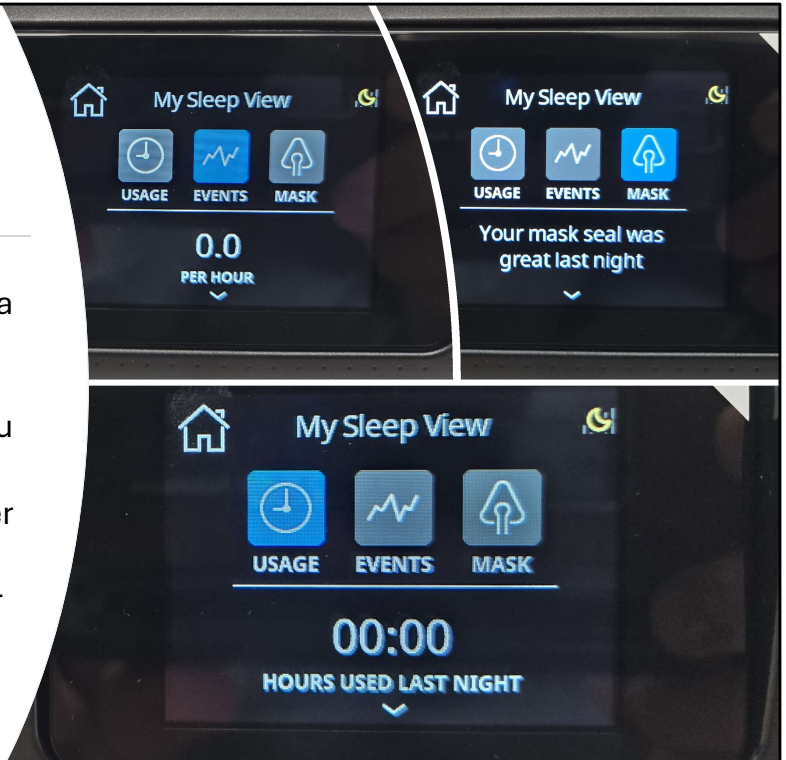 My Sleep View
USAGE EVENTS MASK
0.0
PER HOUR
My Sleep View
USAGE EVENTS MASK
Your mask seal was
great last night
a
u
er
My Sleep View
USAGE EVENTS MASK
00:00
HOURS USED LAST NIGHT